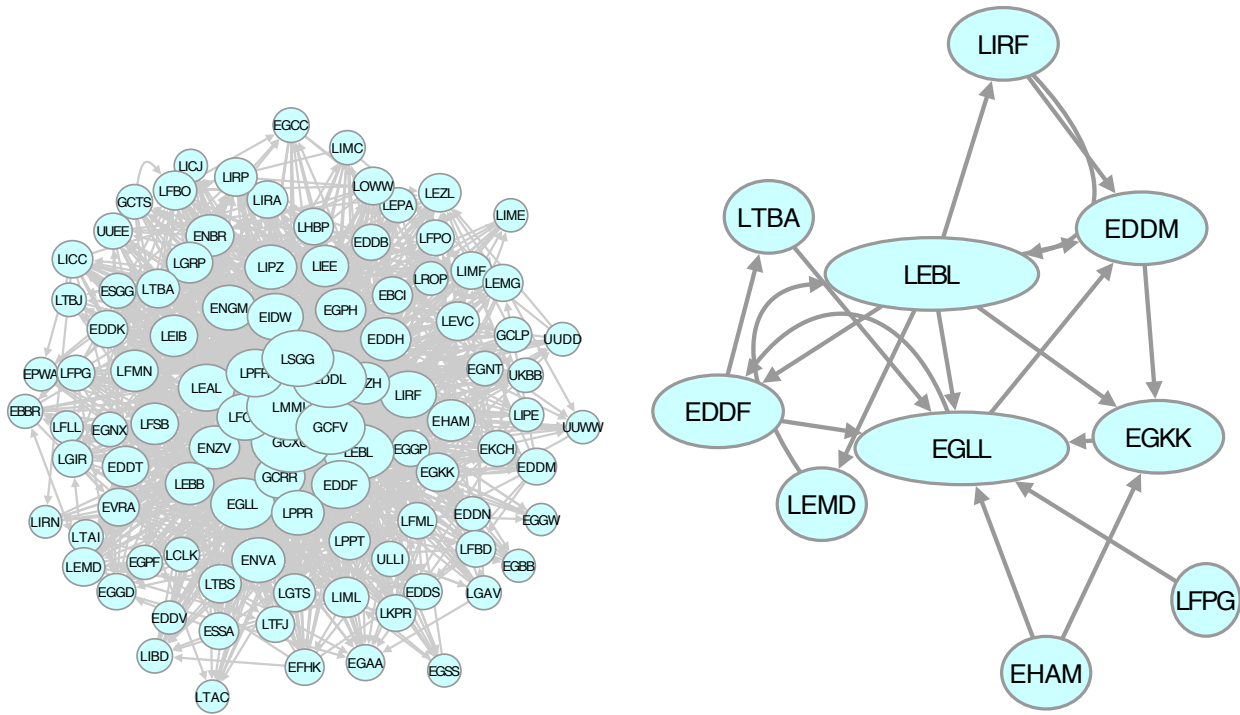 EGCC
LIMC
LICJ
LFBO
LIRP
LIRA
LOWW
LEPA
LEZL
GCTS
LIME
UUEE
ENBR
LHBP
EDDB
LFPO
LICC
LGRP
LIPZ
LIEE
LROP
LIMF
LEMG
LTBJ
ESGG
LTBA
EBCI
ENGM
EIDW
EGPH
LEVC
GCLP
UUDD
EDDK
LEIB
EDDH
LSGG
EPWA
LFPG
LFMN
LPFR
EDDL
ZH
EGNT
UKBB
LEAL
LIRF
EBBR
LFLL
EGNX
LFSB
LMML
GCFV
EHAM
LIPE
UUWW
LGIR
EDDT
ENZV
GCXO
LEBL
EGGP
EKCH
EDDM
LEBB
GCRR
EDDF
EGKK
LIRN
EVRA
EGLL
LPPR
LFML
EDDN
EGGW
LTAI
LEMD
EGPF
LCLK
ENVA
LPPT
ULLI
LFBD
EGBB
EGGD
LTBS
LGTS
LIML
EDDS
LGAV
EDDV
ESSA
LTFJ
LKPR
LIBD
EFHK
EGAA
EGSS
LTAC
LIRF
LTBA
EDDM
LEBL
EDDF
EGLL
EGKK
LEMD
LFPG
EHAM